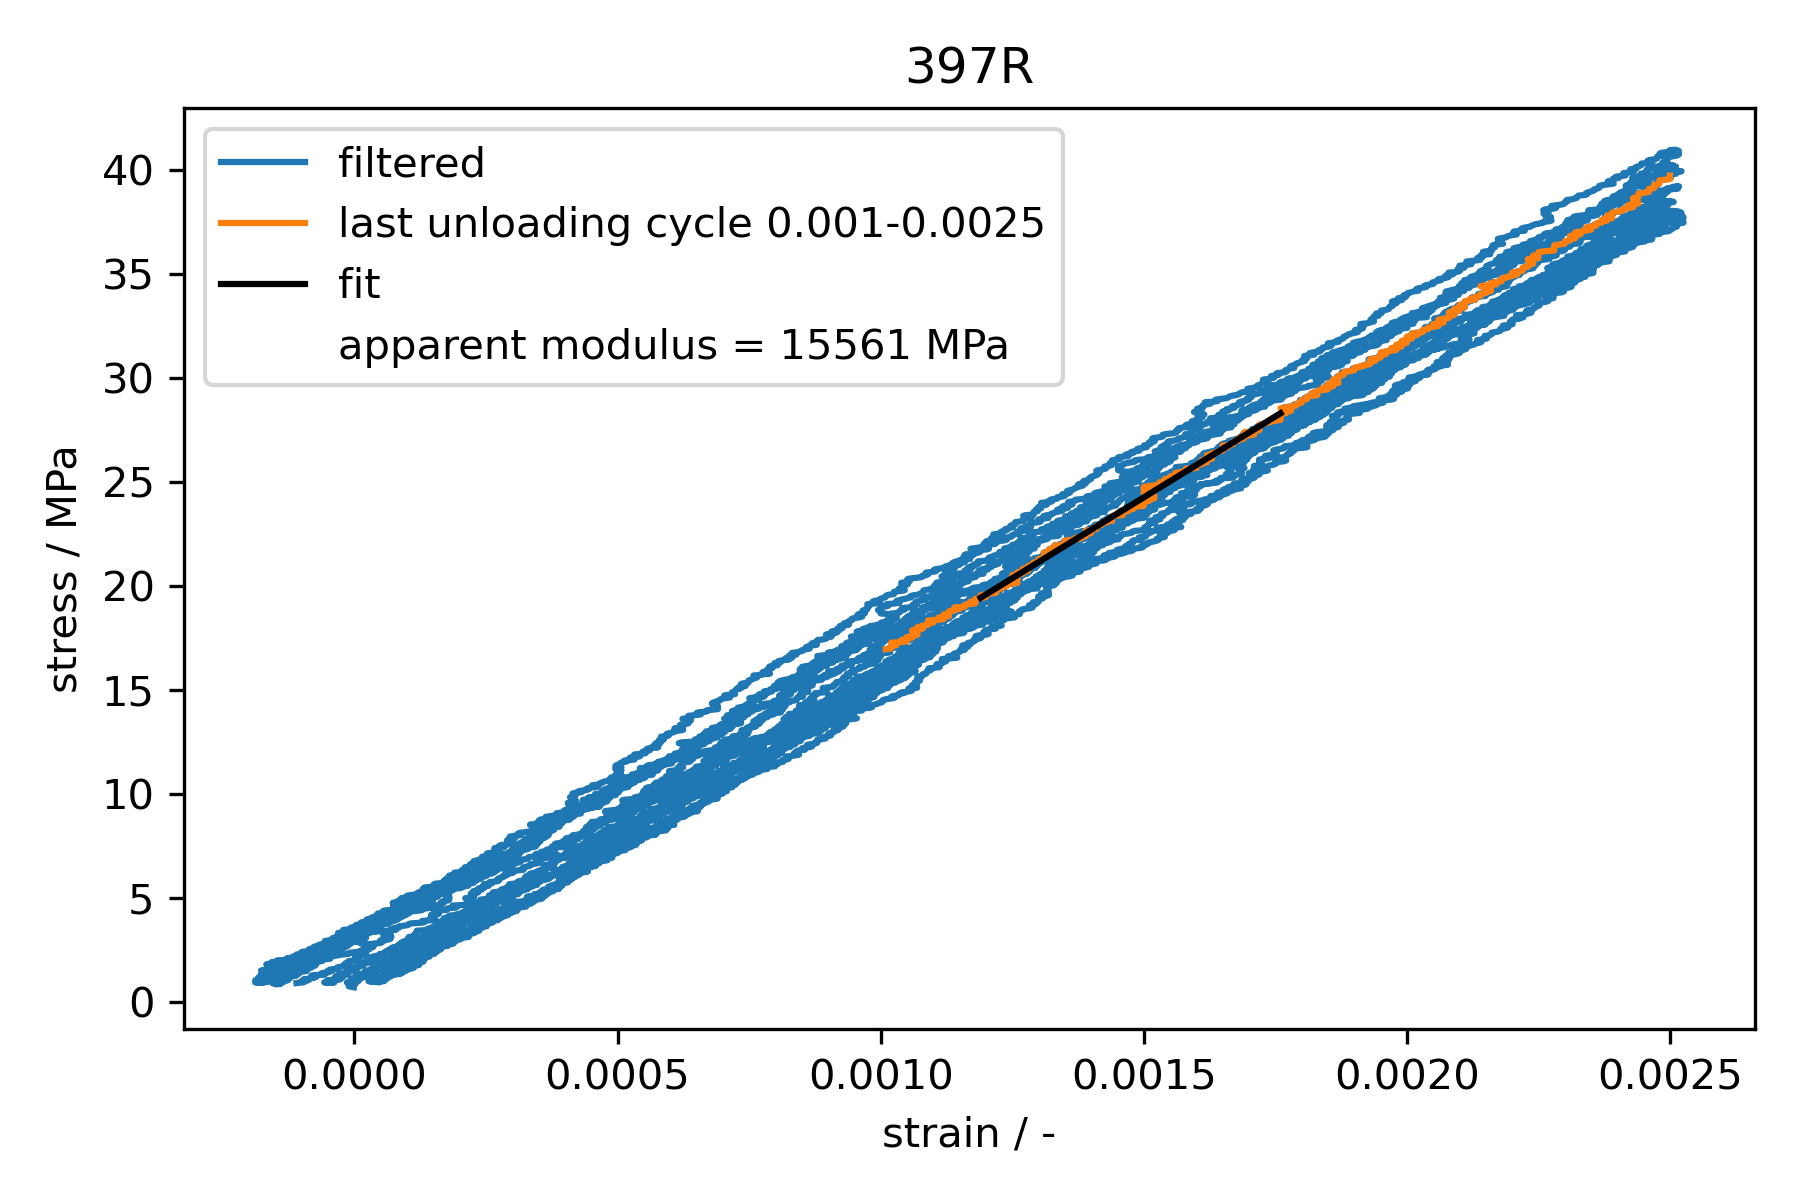 397R
filtered
last unloading cycle 0.001-0.0025
fit
apparent modulus = 15561 MPa
stress / MPa
40
35
30
25
20
15
10
5
0
0.0000 0.0005 0.0010 0.0015 0.0020 0.0025
strain / -